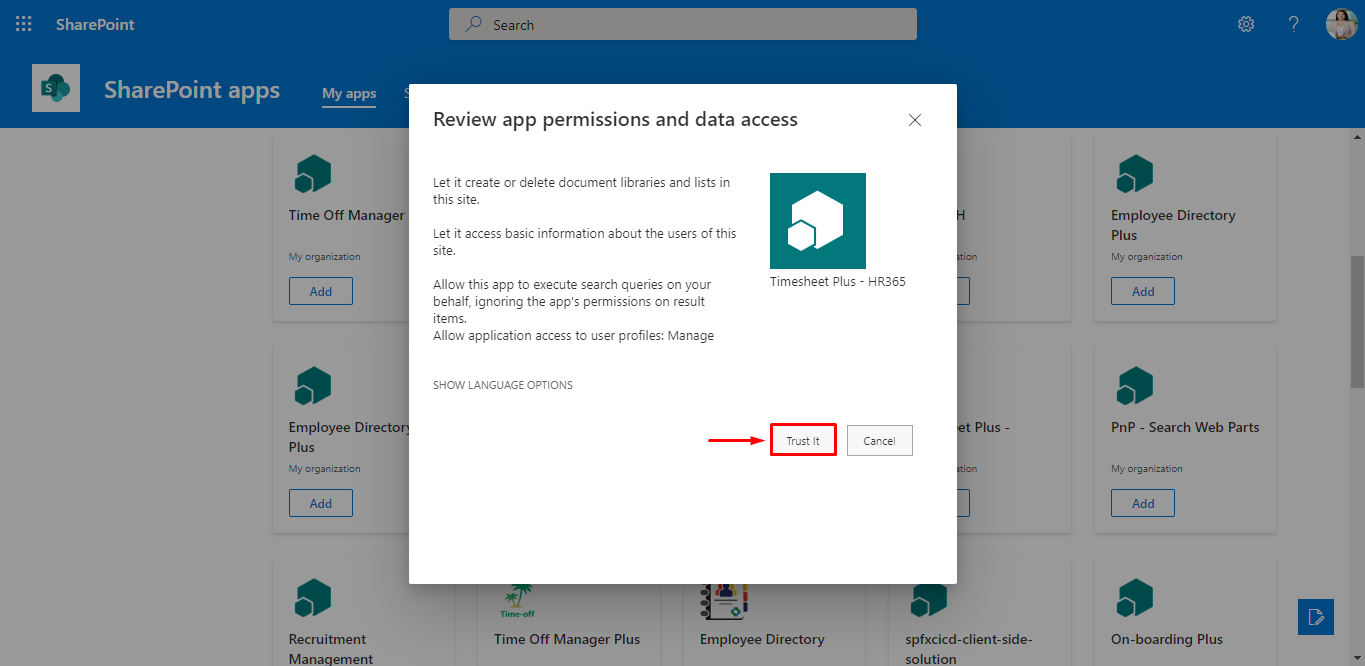 SharePoint
Search
?
S
SharePoint apps
My apps
Review app permissions and data access
Let it create or delete document libraries and lists in
this site.
Let it access basic information about the users of this
site.
Allow this app to execute search queries on your
behalf, ignoring the app's permissions on result
items.
Allow application access to user profiles: Manage
Timesheet Plus - HR365
SHOW LANGUAGE OPTIONS
Trust It
Cancel
Time Off Manager
My organization
Add
H
ation
Employee Directory
Plus
My organization
Add
Employee Directory
Plus
My organization
Add
et Plus -
ation
PnP - Search Web Parts
My organization
Add
Recruitment
Management
Time-off
Time Off Manager Plus
Employee Directory
spfxcicd-client-side-
solution
On-boarding Plus